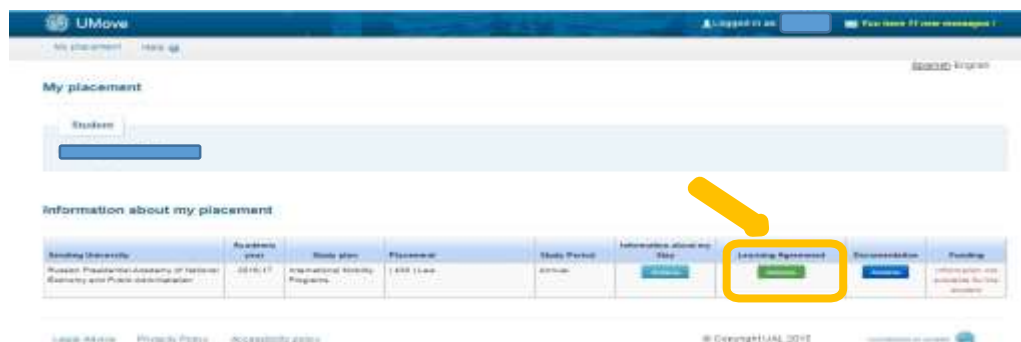 UMove
Logged in as
You have 11 new messages !
My placement Help
Spanish English
My placement
Student
Information about my placement
Sending University Academic year Study plan Placement Study Period Information about my Stay Learning Agreement Documentation Funding
Russian Presidential Academy of National Economy and Public Administration 2016/17 International Mobility Programs Law Annual Information not available for this student
Legal Advice Privacy Policy Accessibility policy © Copyright UAL 2015